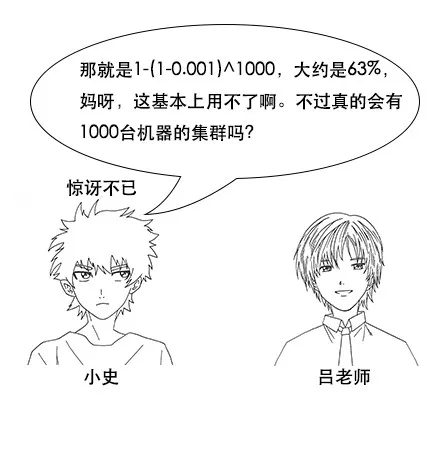 那就是1-(1-0.001)^1000，大约是63%，
妈呀，这基本上用不了啊。不过真的会有
1000台机器的集群吗？
惊讶不已
小史
吕老师